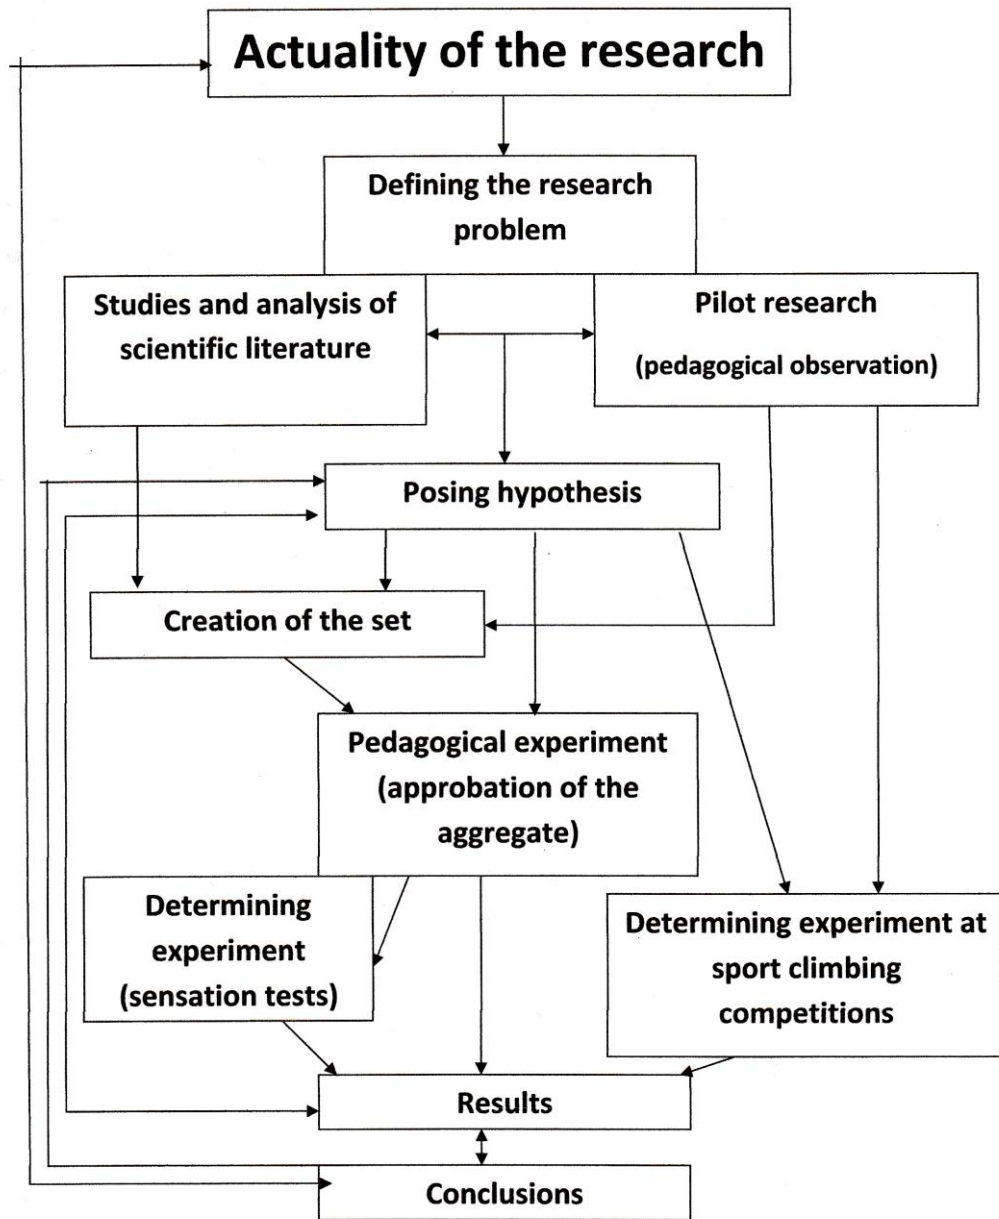 Actuality of the research
Defining the research
problem
Studies and analysis of
scientific literature
Pilot research
(pedagogical observation)
Posing hypothesis
Creation of the set
Pedagogical experiment
(approbation of the
aggregate)
Determining
experiment
(sensation tests)
Determining experiment at
sport climbing
competitions
Results
Conclusions